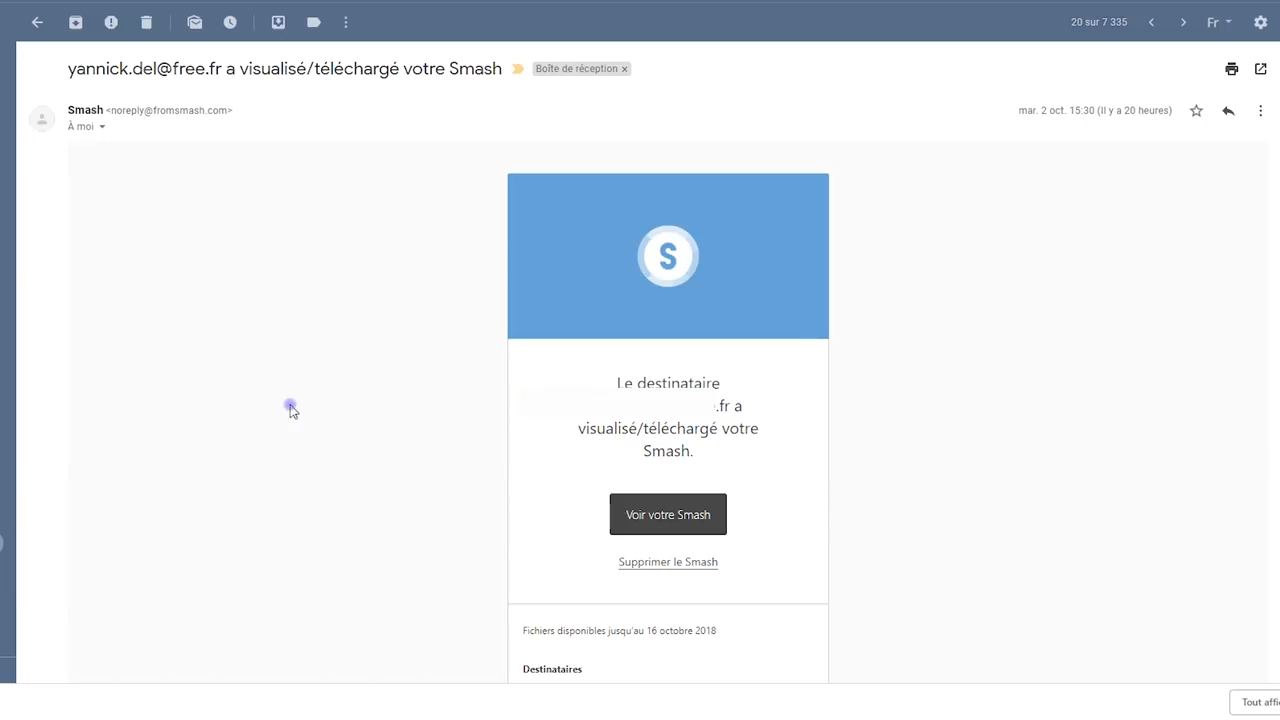 20 sur 7 335
Fr
yannick.del@free.fr a visualisé/téléchargé votre Smash
Boîte de réception ×
Smash <noreply@fromsmash.com>
mar. 2 oct. 15:30 (Il y a 20 heures)
À moi
S
Le destinataire
.fr a
visualisé/téléchargé votre
Smash.
Voir votre Smash
Supprimer le Smash
Fichiers disponibles jusqu'au 16 octobre 2018
Destinataires
Tout affi